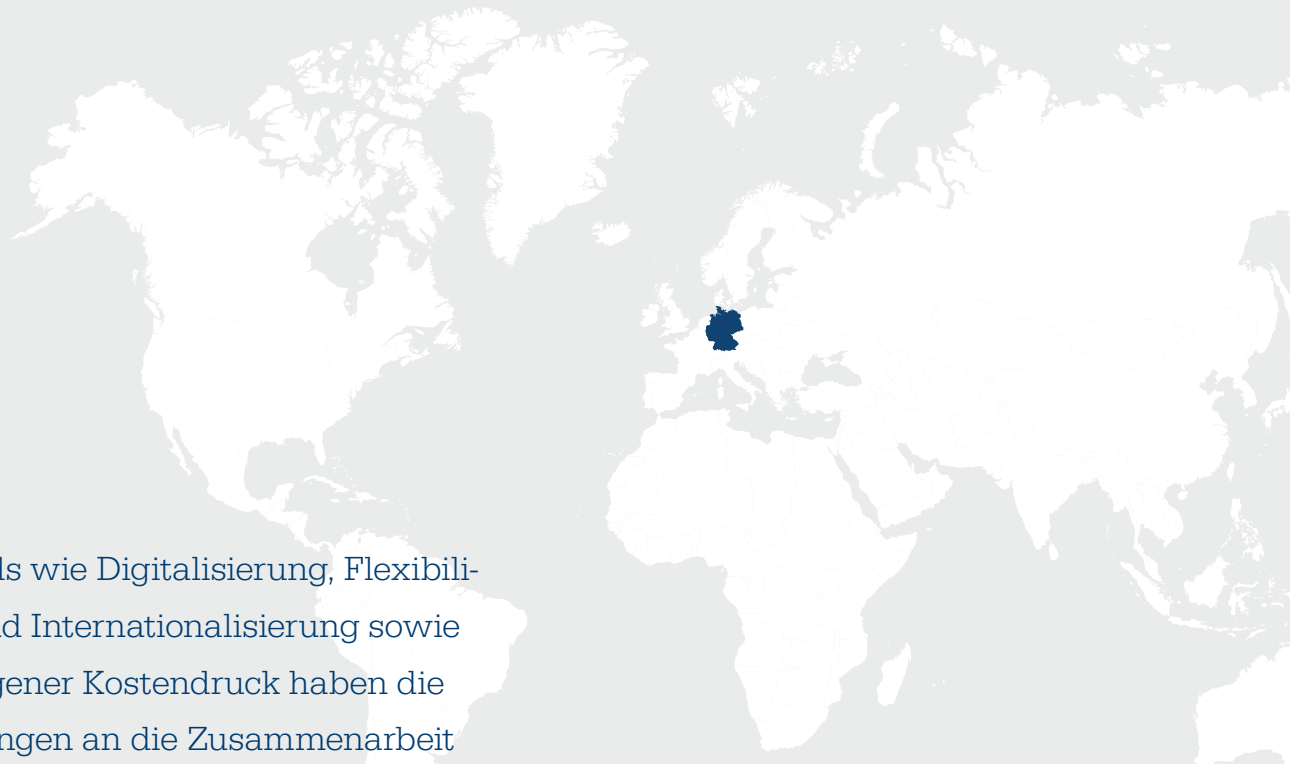 ls wie Digitalisierung, Flexibili-
d Internationalisierung sowie
gener Kostendruck haben die
ngen an die Zusammenarbeit